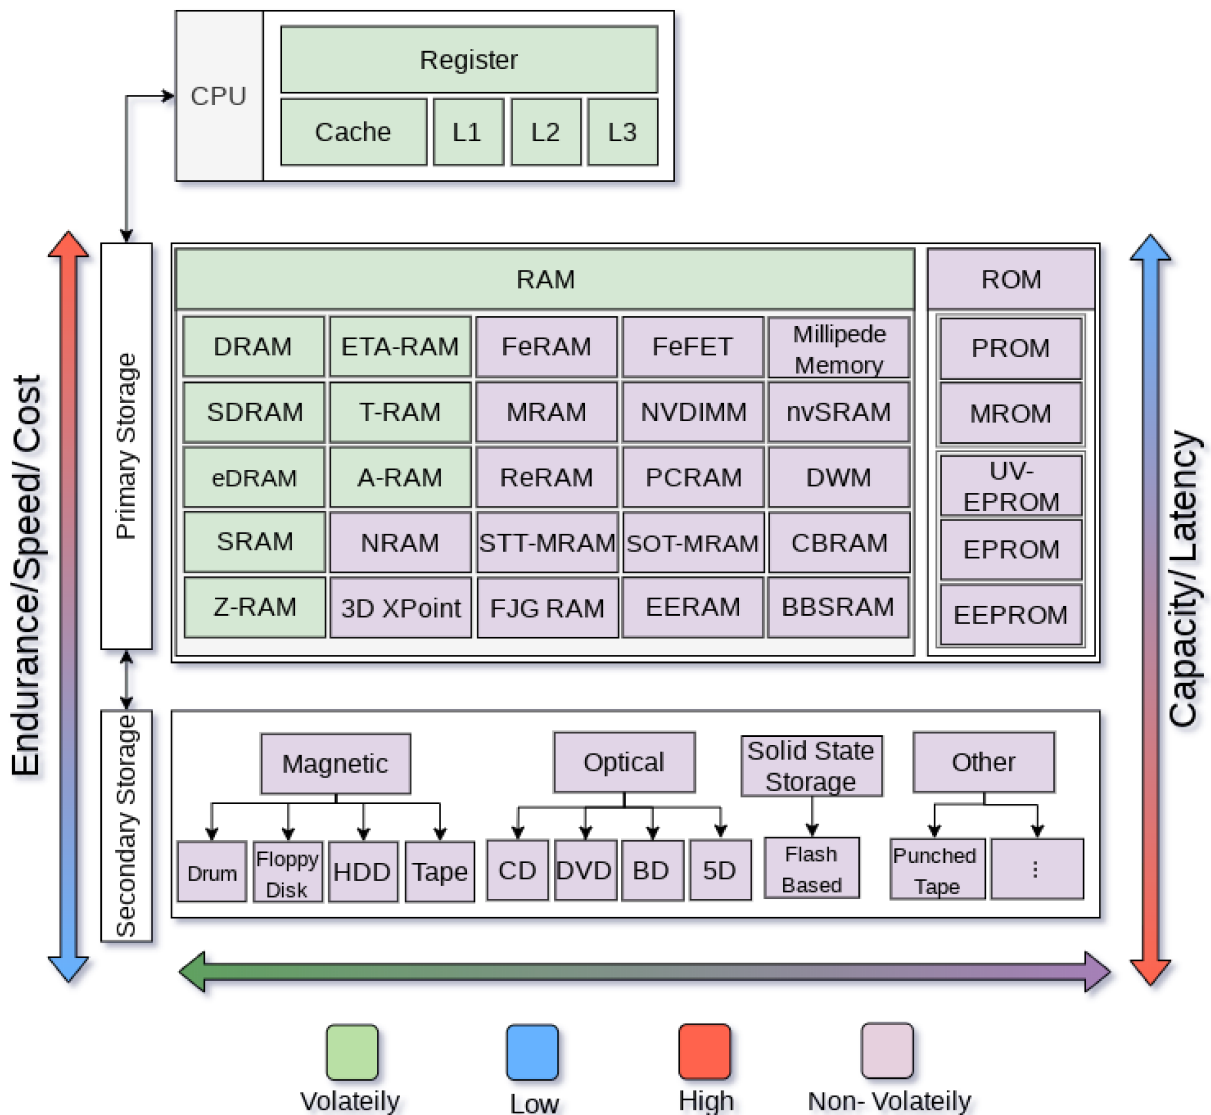 Register
CPU
Cache
L1
L2
L3
Endurance/Speed/ Cost
Primary Storage
RAM
ROM
DRAM
ETA-RAM
FeRAM
FeFET
Millipede
Memory
PROM
SDRAM
T-RAM
MRAM
NVDIMM
nvSRAM
MROM
eDRAM
A-RAM
ReRAM
PCRAM
DWM
UV-
EPROM
SRAM
NRAM
STT-MRAM
SOT-MRAM
CBRAM
EPROM
Z-RAM
3D XPoint
FJG RAM
EERAM
BBSRAM
EEPROM
Capacity/ Latency
Secondary Storage
Magnetic
Optical
Solid State
Storage
Other
Drum
Floppy
Disk
HDD
Tape
CD
DVD
BD
5D
Flash
Based
Punched
Tape
⋮
Volateily
Low
High
Non- Volateily